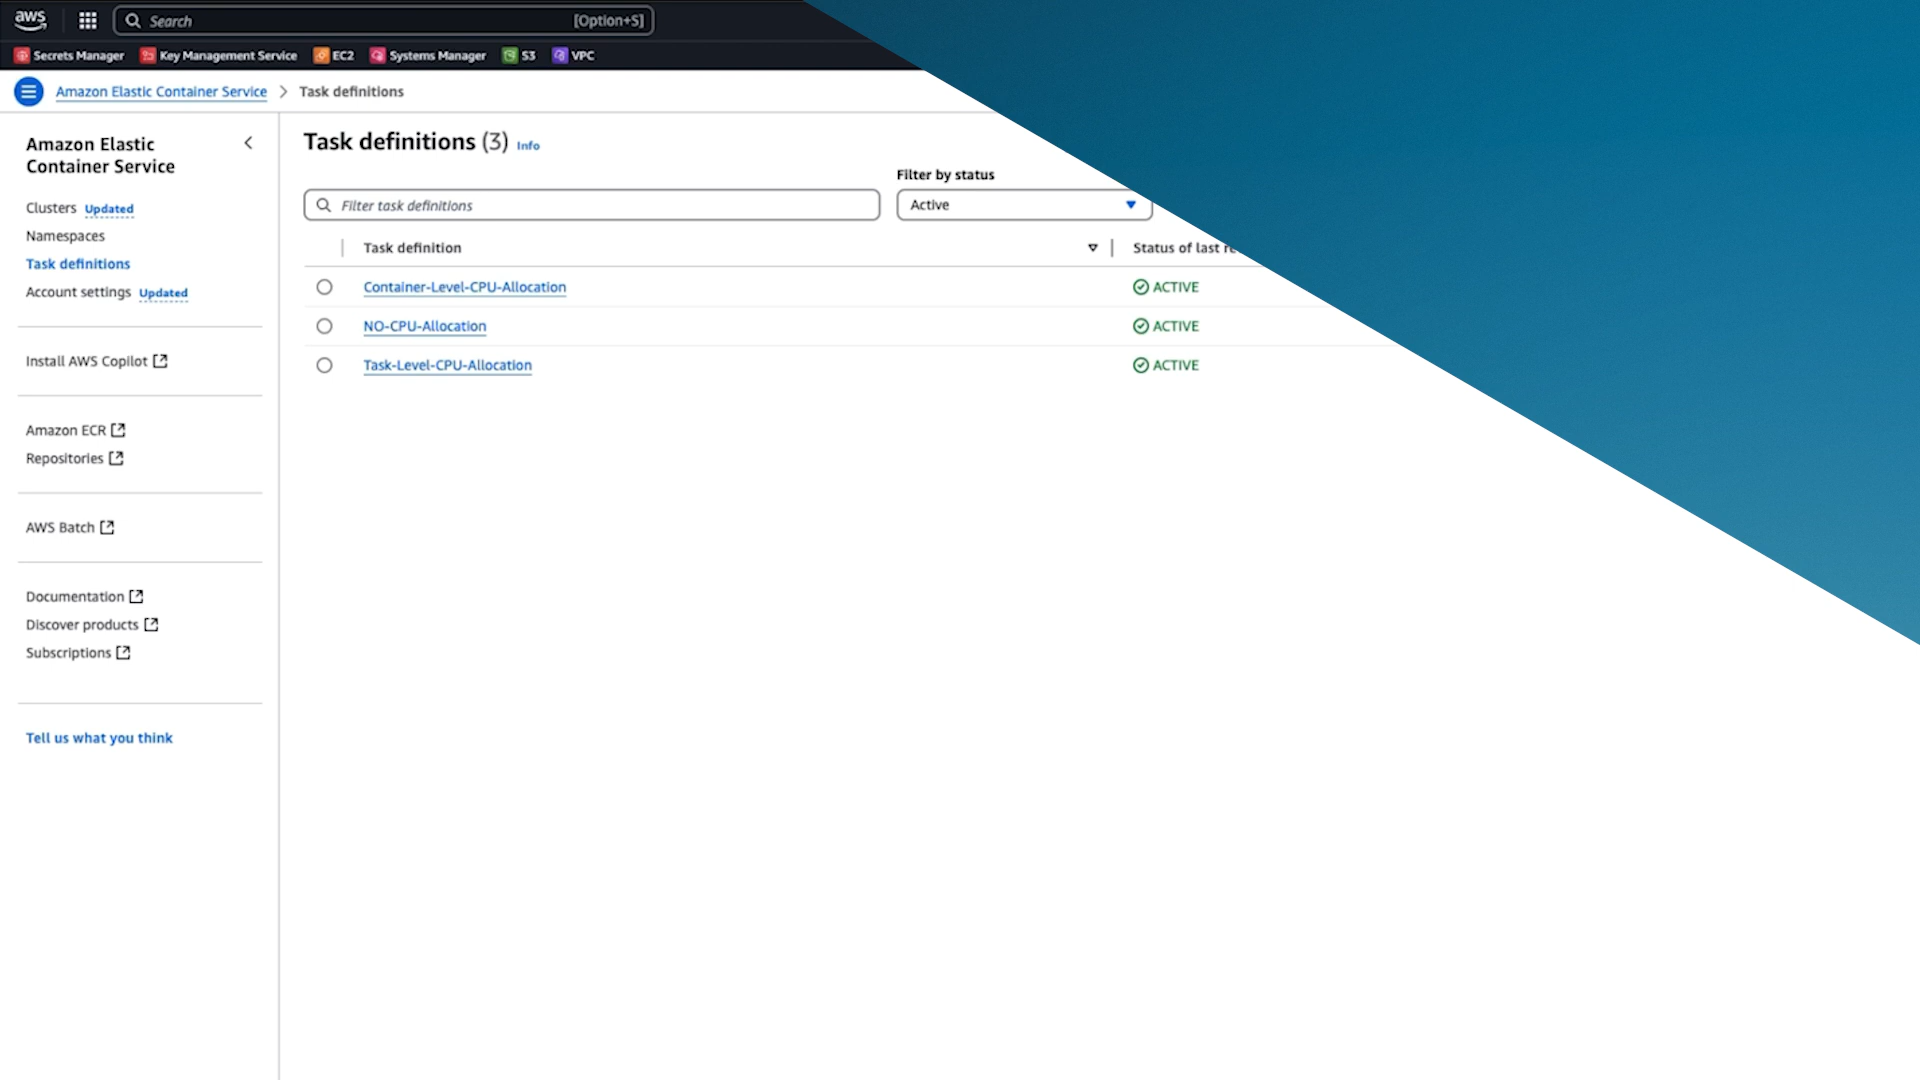 aws Search [Option+S]
Secrets Manager Key Management Service EC2 Systems Manager S3 VPC
Amazon Elastic Container Service > Task definitions
Amazon Elastic
Container Service
Clusters Updated
Namespaces
Task definitions
Account settings Updated
Install AWS Copilot
Amazon ECR
Repositories
AWS Batch
Documentation
Discover products
Subscriptions
Tell us what you think
Task definitions (3) Info
Filter by status
Filter task definitions
Active
Task definition Status of last
Container-Level-CPU-Allocation ACTIVE
NO-CPU-Allocation ACTIVE
Task-Level-CPU-Allocation ACTIVE